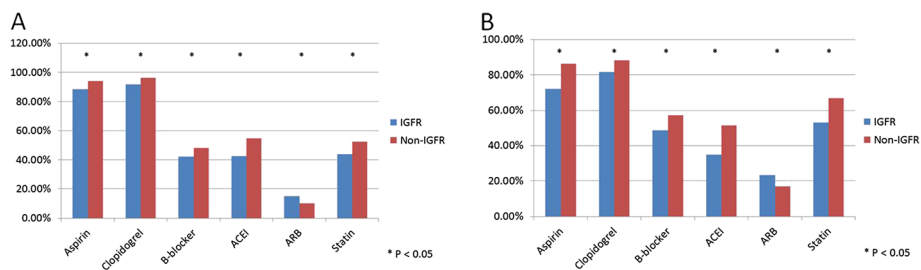 A
120.00%
100.00%
80.00%
60.00%
40.00%
20.00%
0.00%
* * * * * *
Aspirin
Clopidogrel
B-blocker
ACEI
ARB
Statin
IGFR
Non-IGFR
* P < 0.05
B
100.00%
80.00%
60.00%
40.00%
20.00%
0.00%
* * * * * *
Aspirin
Clopidogrel
B-blocker
ACEI
ARB
Statin
IGFR
Non-IGFR
* P < 0.05